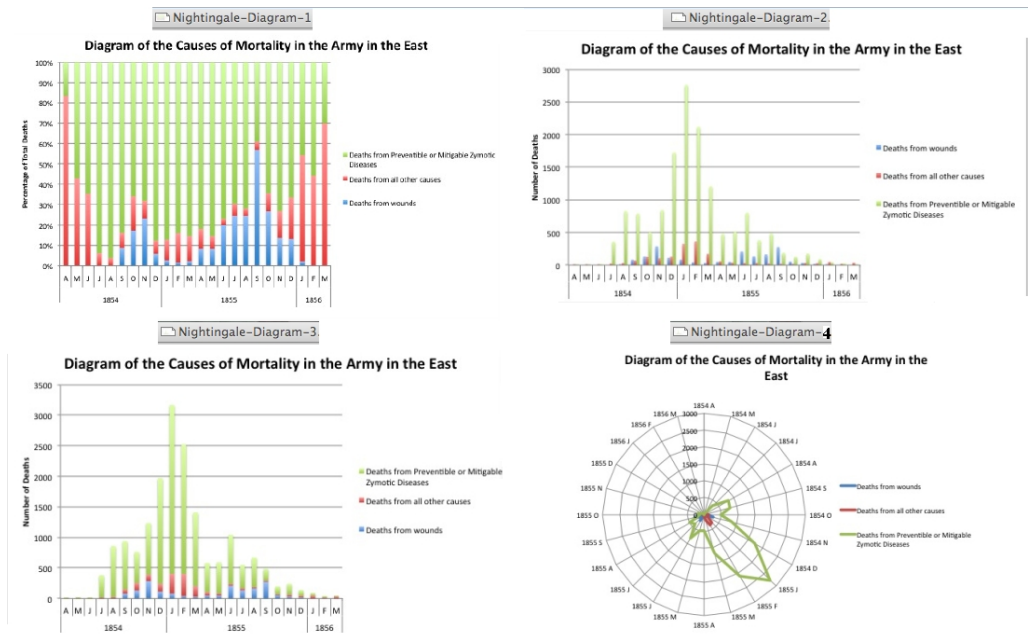 Nightingale-Diagram-1
Diagram of the Causes of Mortality in the Army in the East
Percentage of Total Deaths
100%
90%
80%
70%
60%
50%
40%
30%
20%
10%
0%
A M J J A S O N D J F M A M J J A S O N D J F M
1854 1855 1856
Deaths from Preventible or Mitigable Zymotic
Diseases
Deaths from all other causes
Deaths from wounds
Nightingale-Diagram-2.
Diagram of the Causes of Mortality in the Army in the East
Number of Deaths
3000
2500
2000
1500
1000
500
0
A M J J A S O N D J F M A M J J A S O N D J F M
1854 1855 1856
Deaths from wounds
Deaths from all other causes
Deaths from Preventible or Mitigable
Zymotic Diseases
Nightingale-Diagram-3.
Diagram of the Causes of Mortality in the Army in the East
Number of Deaths
3500
3000
2500
2000
1500
1000
500
0
A M J J A S O N D J F M A M J J A S O N D J F M
1854 1855 1856
Deaths from Preventible or Mitigable
Zymotic Diseases
Deaths from all other causes
Deaths from wounds
Nightingale-Diagram-4
Diagram of the Causes of Mortality in the Army in the
East
1854 A
1854 M
1854 J
1854 J
1854 A
1854 S
1854 O
1854 N
1854 D
1855 J
1855 F
1855 M
1855 A
1855 M
1855 J
1855 J
1855 A
1855 S
1855 O
1855 N
1855 D
1856 J
1856 F
1856 M
3000
2500
2000
1500
1000
500
0
Deaths from wounds
Deaths from all other causes
Deaths from Preventible or Mitigable
Zymotic Diseases